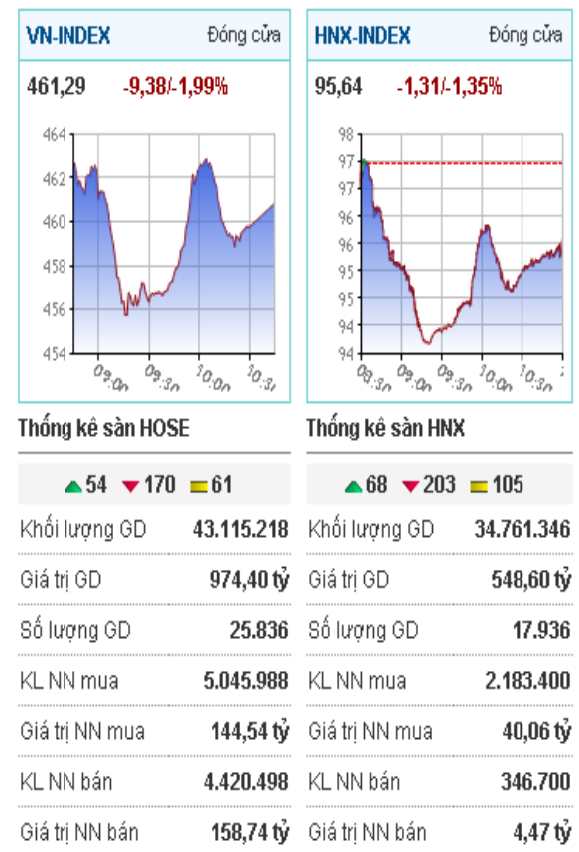 VN-INDEX Đóng cửa
461,29 -9,38/-1,99%
464
462
460
458
456
454
09:00 09:30 10:00 10:30
Thống kê sàn HOSE
54 170 61
Khối lượng GD 43.115.218
Giá trị GD 974,40 tỷ
Số lượng GD 25.836
KL NN mua 5.045.988
Giá trị NN mua 144,54 tỷ
KL NN bán 4.420.498
Giá trị NN bán 158,74 tỷ
HNX-INDEX Đóng cửa
95,64 -1,31/-1,35%
98
97
97
96
96
95
95
94
94
08:30 09:00 09:30 10:00 10:30
Thống kê sàn HNX
68 203 105
Khối lượng GD 34.761.346
Giá trị GD 548,60 tỷ
Số lượng GD 17.936
KL NN mua 2.183.400
Giá trị NN mua 40,06 tỷ
KL NN bán 346.700
Giá trị NN bán 4,47 tỷ